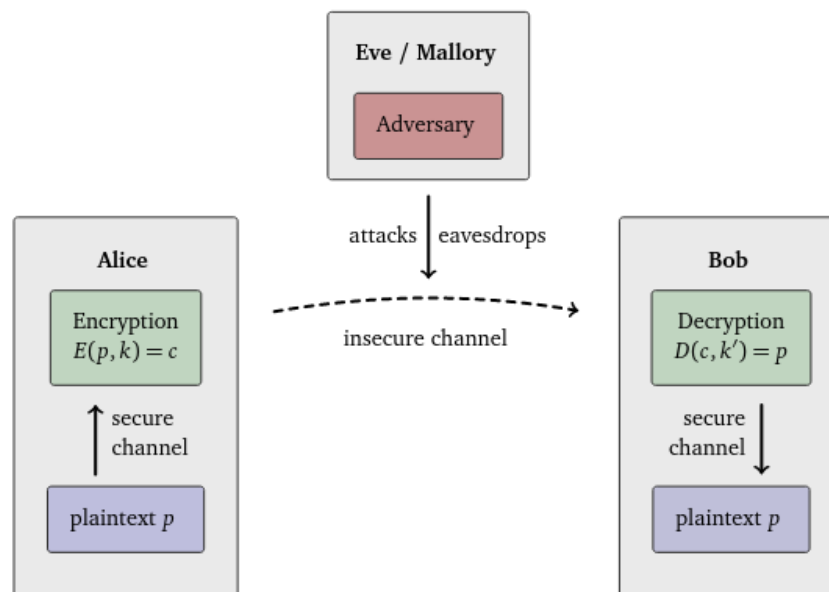 Eve / Mallory
Adversary
attacks
eavesdrops
Alice
Encryption
E(p, k) = c
secure
channel
plaintext p
insecure channel
Bob
Decryption
D(c, k′) = p
secure
channel
plaintext p